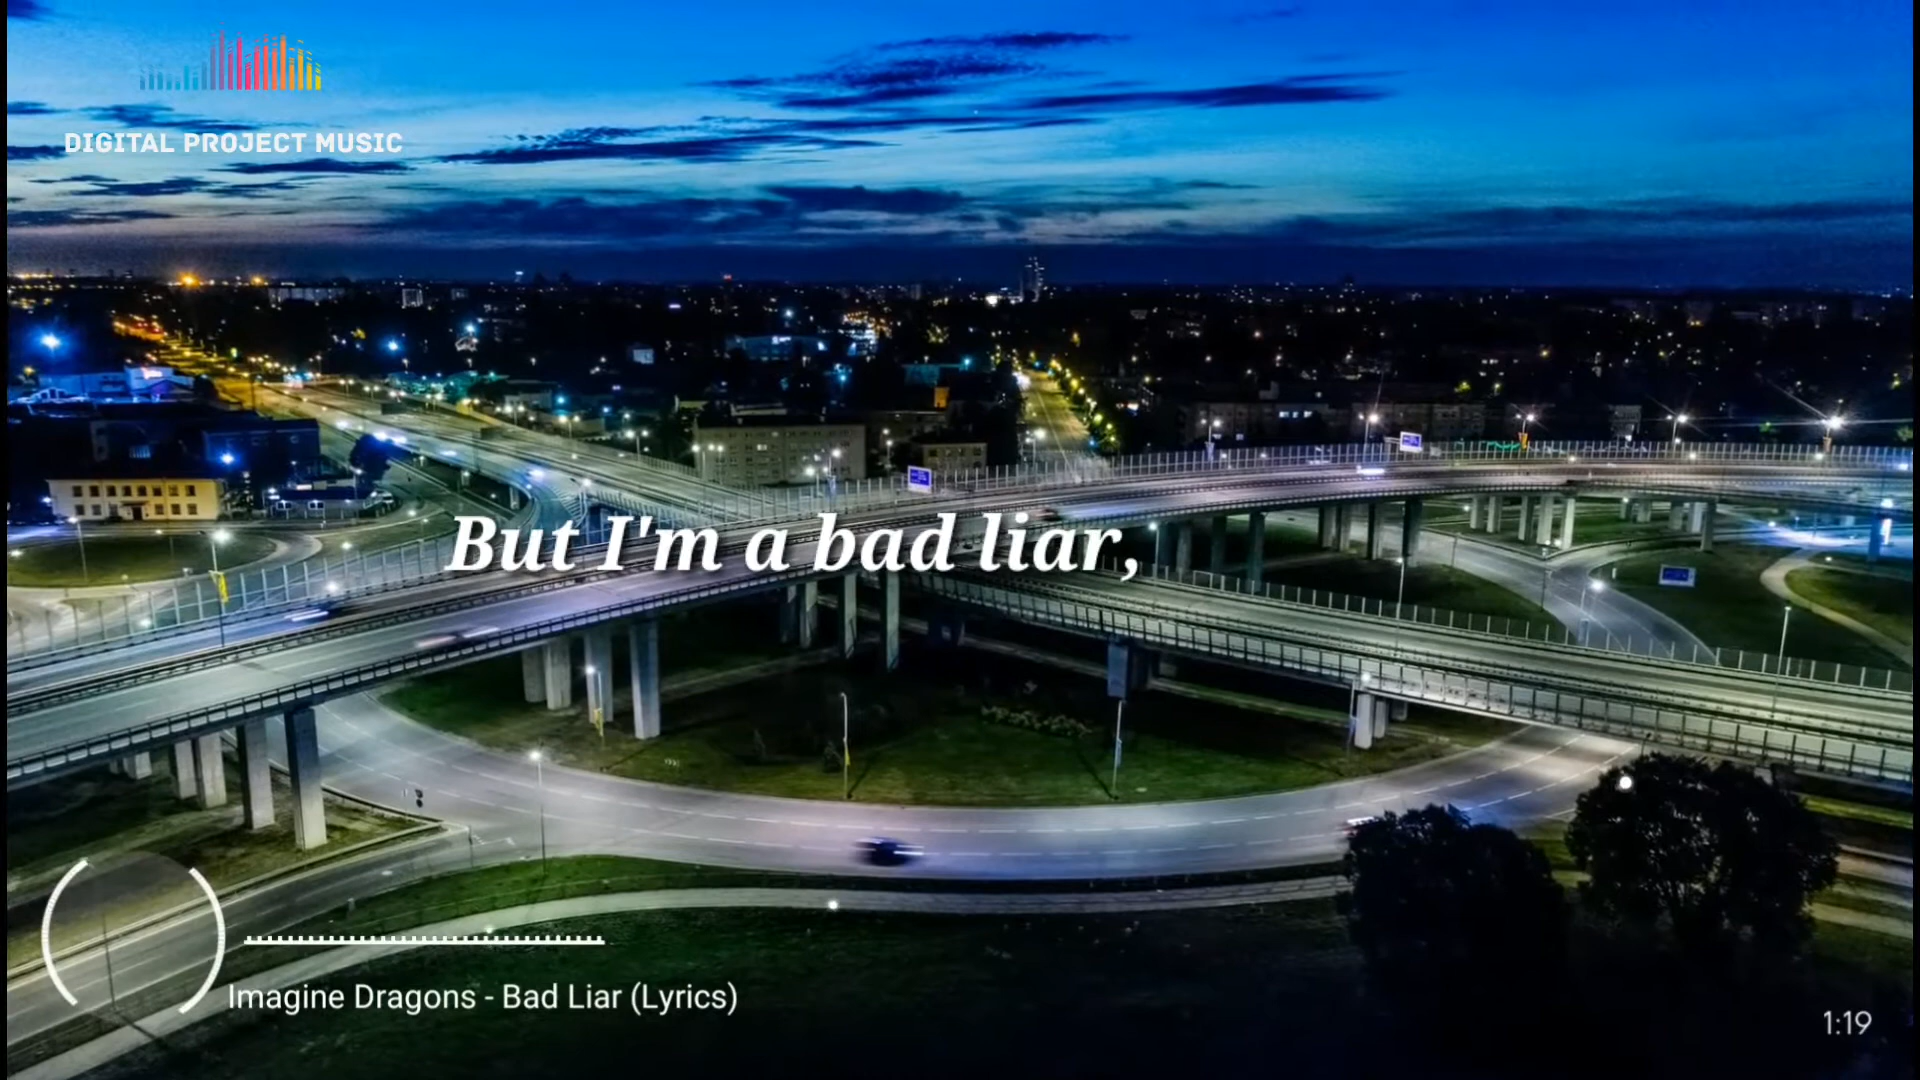 DIGITAL PROJECT MUSIC
But I'm a bad liar,
Imagine Dragons - Bad Liar (Lyrics)
1:19